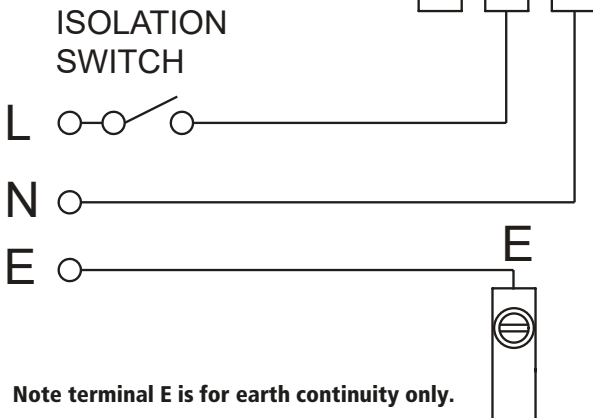 ISOLATION
SWITCH
L
N
E
E
Note terminal E is for earth continuity only.